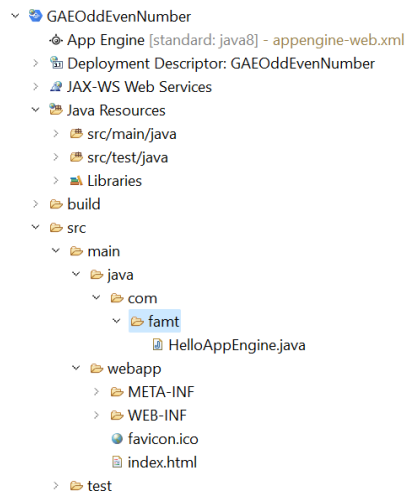 GAEOddEvenNumber
App Engine [standard: java8] - appengine-web.xml
Deployment Descriptor: GAEOddEvenNumber
JAX-WS Web Services
Java Resources
src/main/java
src/test/java
Libraries
build
src
main
java
com
famt
HelloAppEngine.java
webapp
META-INF
WEB-INF
favicon.ico
index.html
test